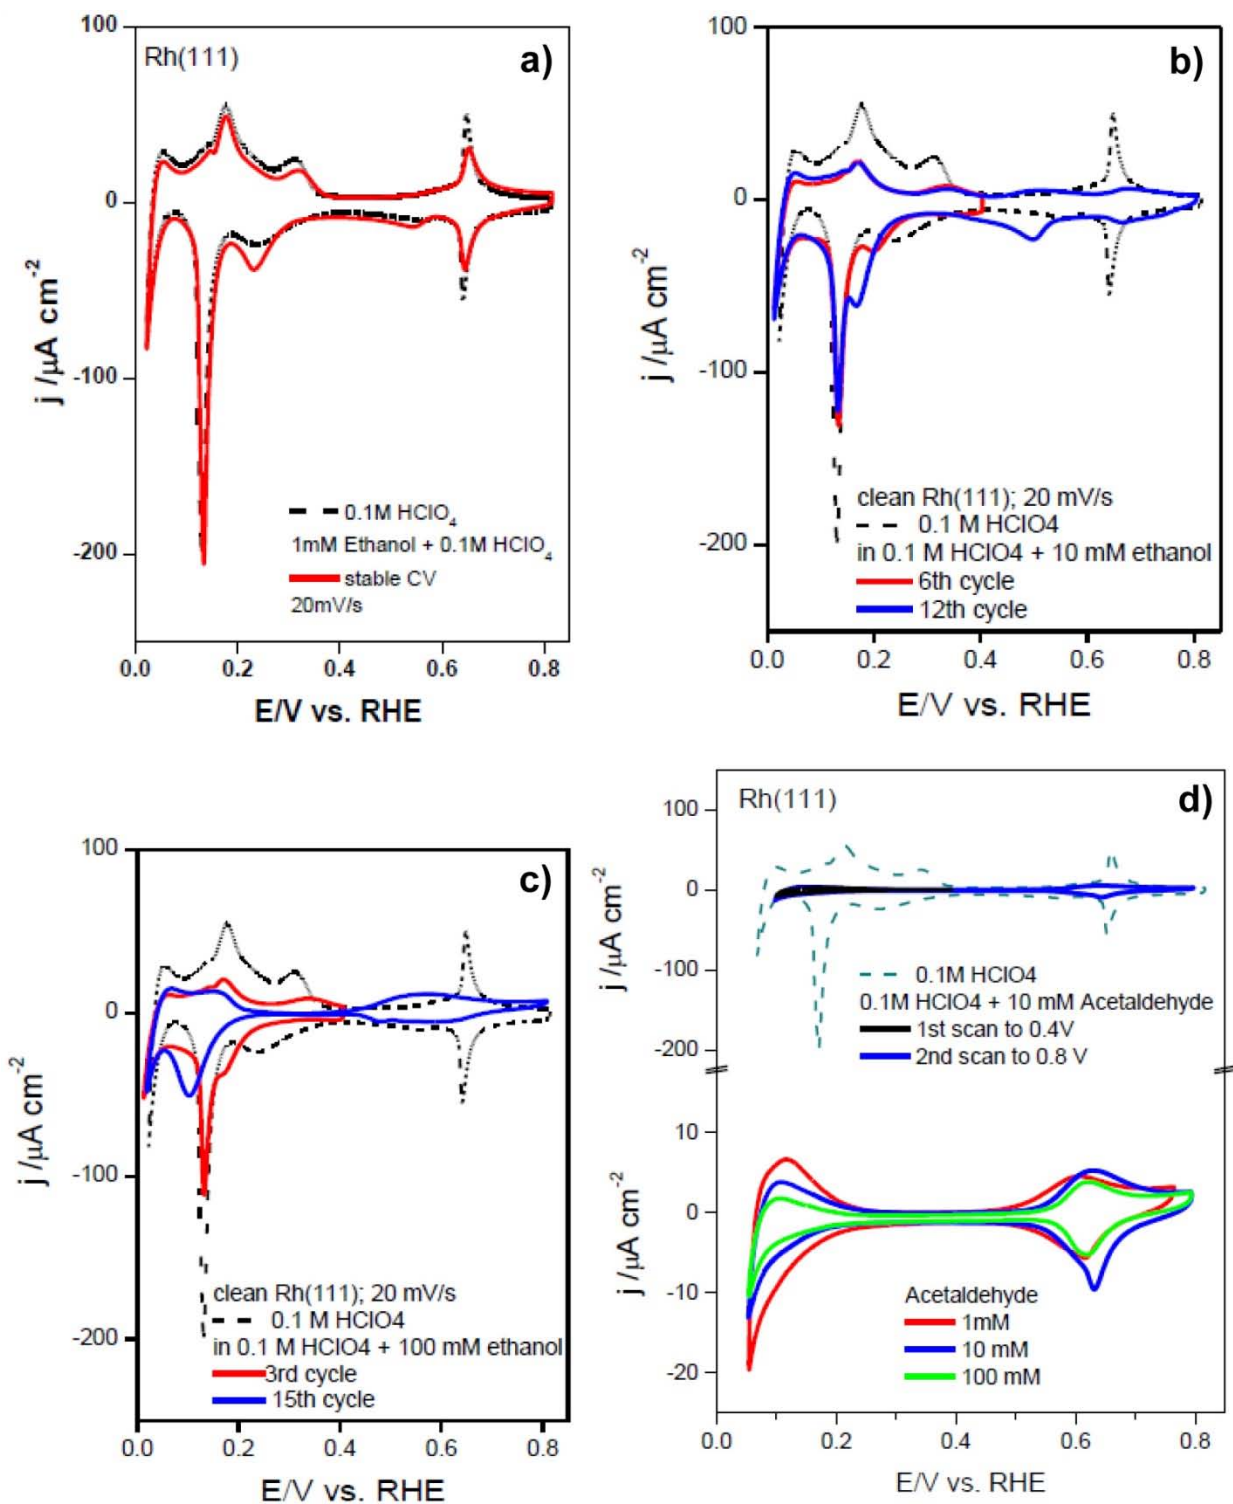 100
Rh(111)
a)
0
-100
-200
j /µA cm-2
0.1M HClO4
1mM Ethanol + 0.1M HClO4
stable CV
20mV/s
0.0 0.2 0.4 0.6 0.8
E/V vs. RHE
100
b)
0
-100
-200
j /µA cm-2
clean Rh(111); 20 mV/s
0.1 M HClO4
in 0.1 M HClO4 + 10 mM ethanol
6th cycle
12th cycle
0.0 0.2 0.4 0.6 0.8
E/V vs. RHE
100
c)
0
-100
-200
j /µA cm-2
clean Rh(111); 20 mV/s
0.1 M HClO4
in 0.1 M HClO4 + 100 mM ethanol
3rd cycle
15th cycle
0.0 0.2 0.4 0.6 0.8
E/V vs. RHE
Rh(111)
d)
100
0
-100
-200
j /µA cm-2
0.1M HClO4
0.1M HClO4 + 10 mM Acetaldehyde
1st scan to 0.4V
2nd scan to 0.8 V
10
0
-10
-20
j /µA cm-2
Acetaldehyde
1mM
10 mM
100 mM
0.0 0.2 0.4 0.6 0.8
E/V vs. RHE